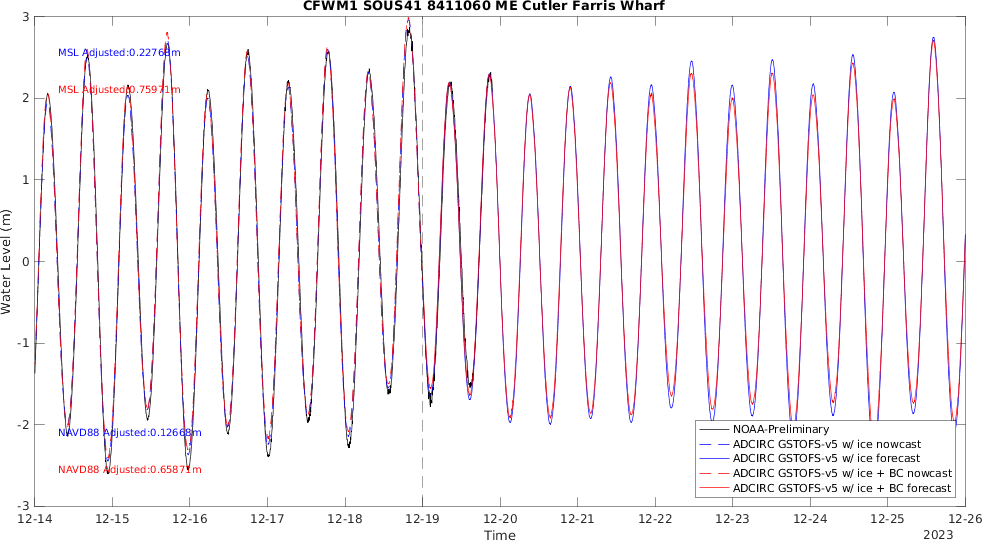 CFWM1 SOUS41 8411060 ME Cutler Farris Wharf
3
2
1
0
-1
-2
-3
Water Level (m)
MSL Adjusted:0.22768m
MSL Adjusted:0.75971m
NAVD88 Adjusted:0.12668m
NAVD88 Adjusted:0.65871m
NOAA-Preliminary
ADCIRC GSTOFS-v5 w/ ice nowcast
ADCIRC GSTOFS-v5 w/ ice forecast
ADCIRC GSTOFS-v5 w/ ice + BC nowcast
ADCIRC GSTOFS-v5 w/ ice + BC forecast
12-14 12-15 12-16 12-17 12-18 12-19 12-20 12-21 12-22 12-23 12-24 12-25 12-26
Time
2023